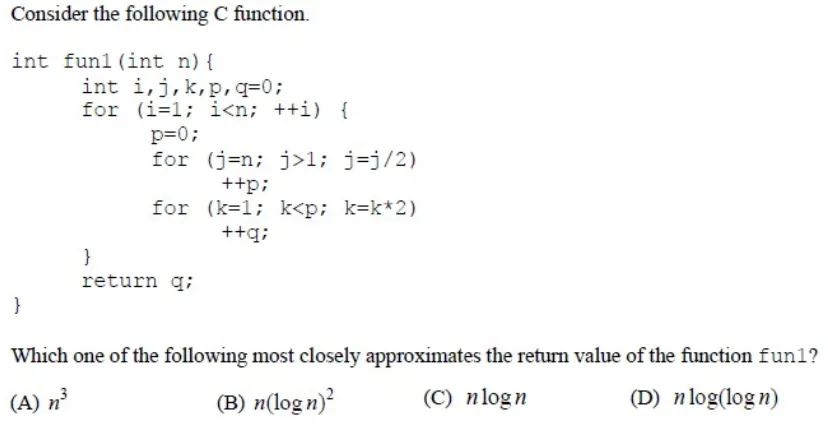 Consider the following C function.
int fun1(int n){
int i,j,k,p,q=0;
for (i=1; i<n; ++i) {
p=0;
for (j=n; j>1; j=j/2)
++p;
for (k=1; k<p; k=k*2)
++q;
}
return q;
}
Which one of the following most closely approximates the return value of the function fun1?
(A) n³ (B) n(log n)² (C) n log n (D) n log(log n)